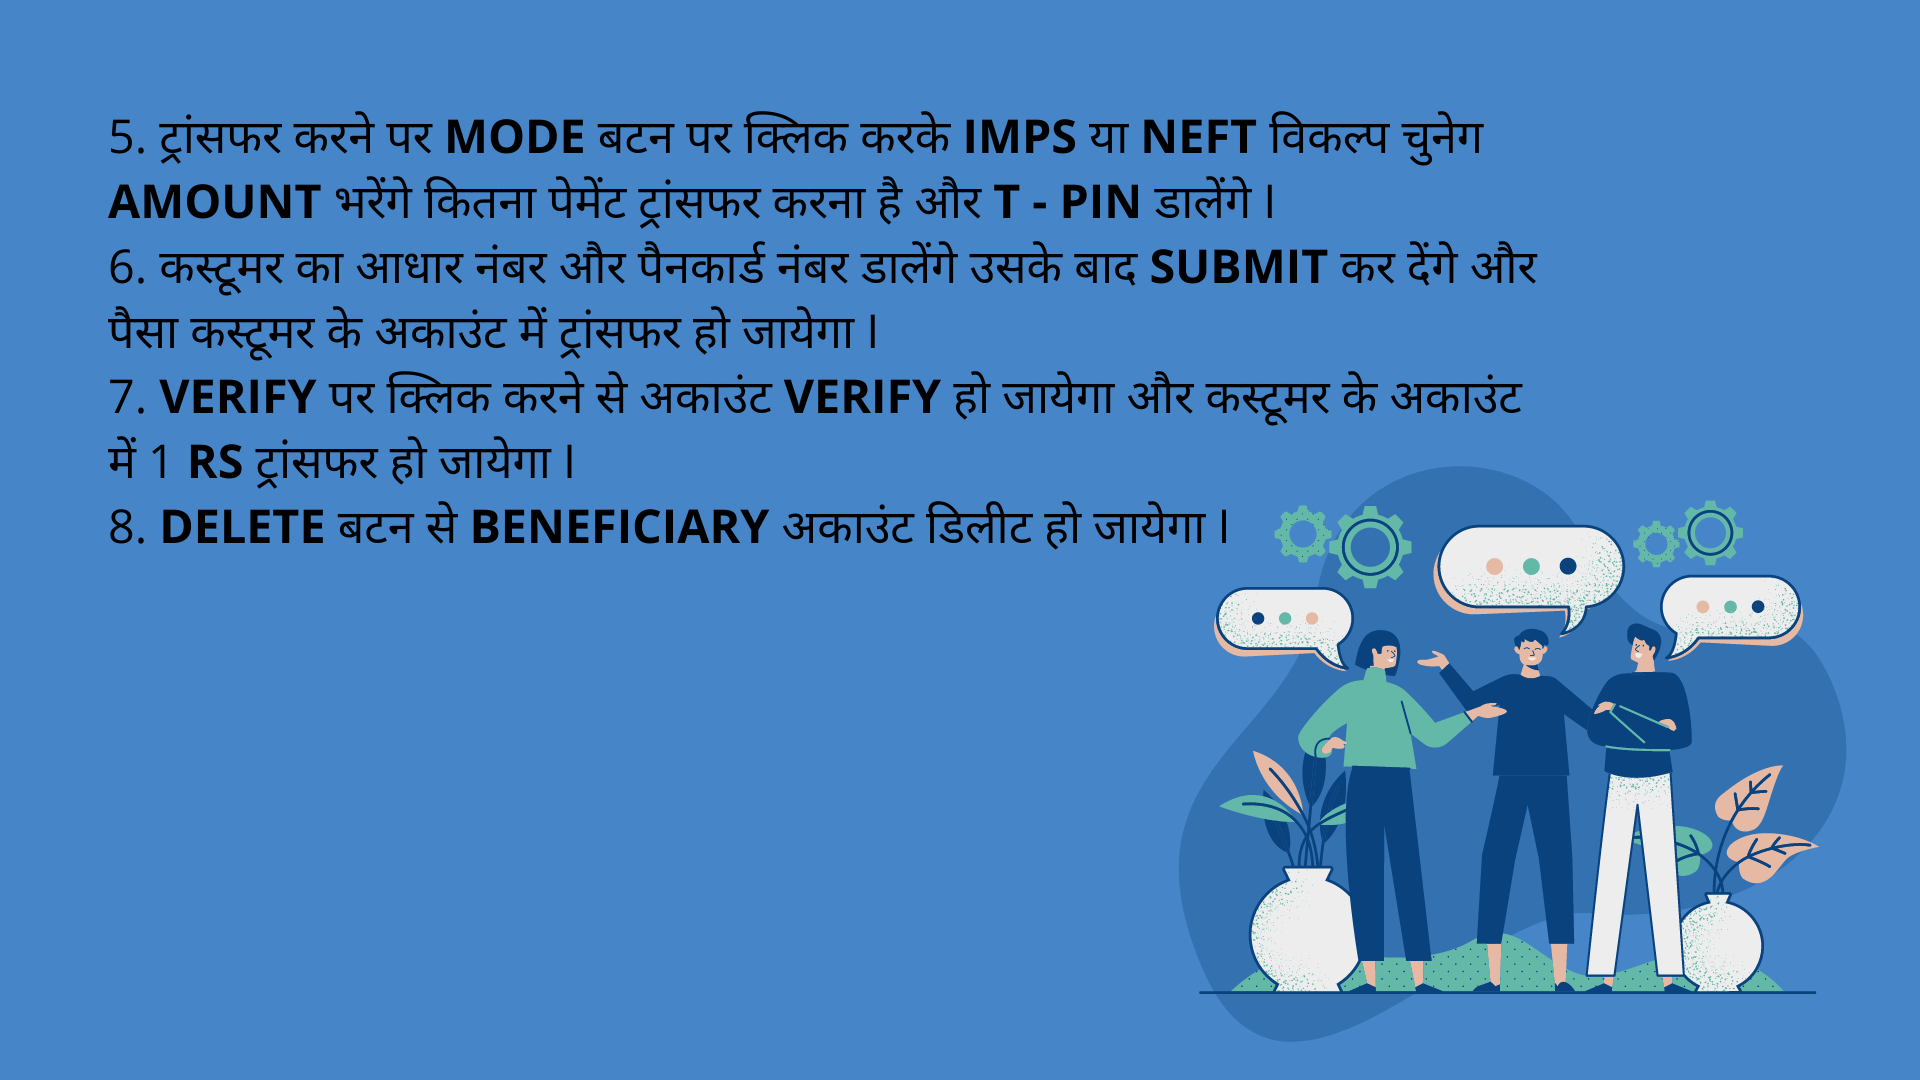 5. ट्रांसफर करने पर MODE बटन पर क्लिक करके IMPS या NEFT विकल्प चुनेग
AMOUNT भरेंगे कितना पेमेंट ट्रांसफर करना है और T - PIN डालेंगे l
6. कस्टूमर का आधार नंबर और पैनकार्ड नंबर डालेंगे उसके बाद SUBMIT कर देंगे और
पैसा कस्टूमर के अकाउंट में ट्रांसफर हो जायेगा l
7. VERIFY पर क्लिक करने से अकाउंट VERIFY हो जायेगा और कस्टूमर के अकाउंट
में 1 RS ट्रांसफर हो जायेगा l
8. DELETE बटन से BENEFICIARY अकाउंट डिलीट हो जायेगा l